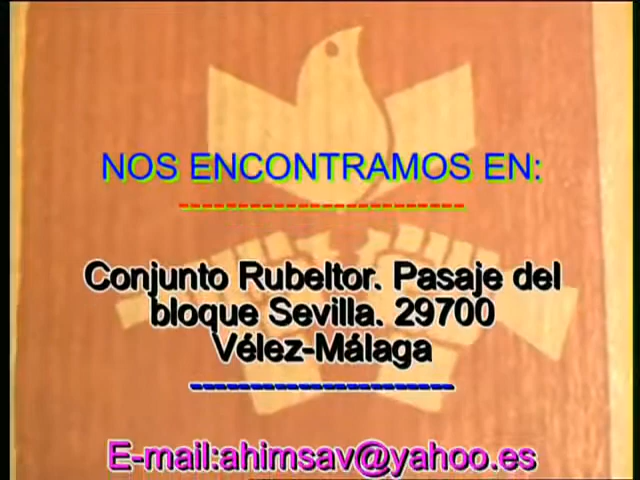 NOS ENCONTRAMOS EN:
Conjunto Rubeltor. Pasaje del
bloque Sevilla. 29700
Vélez-Málaga
E-mail:ahimsav@yahoo.es